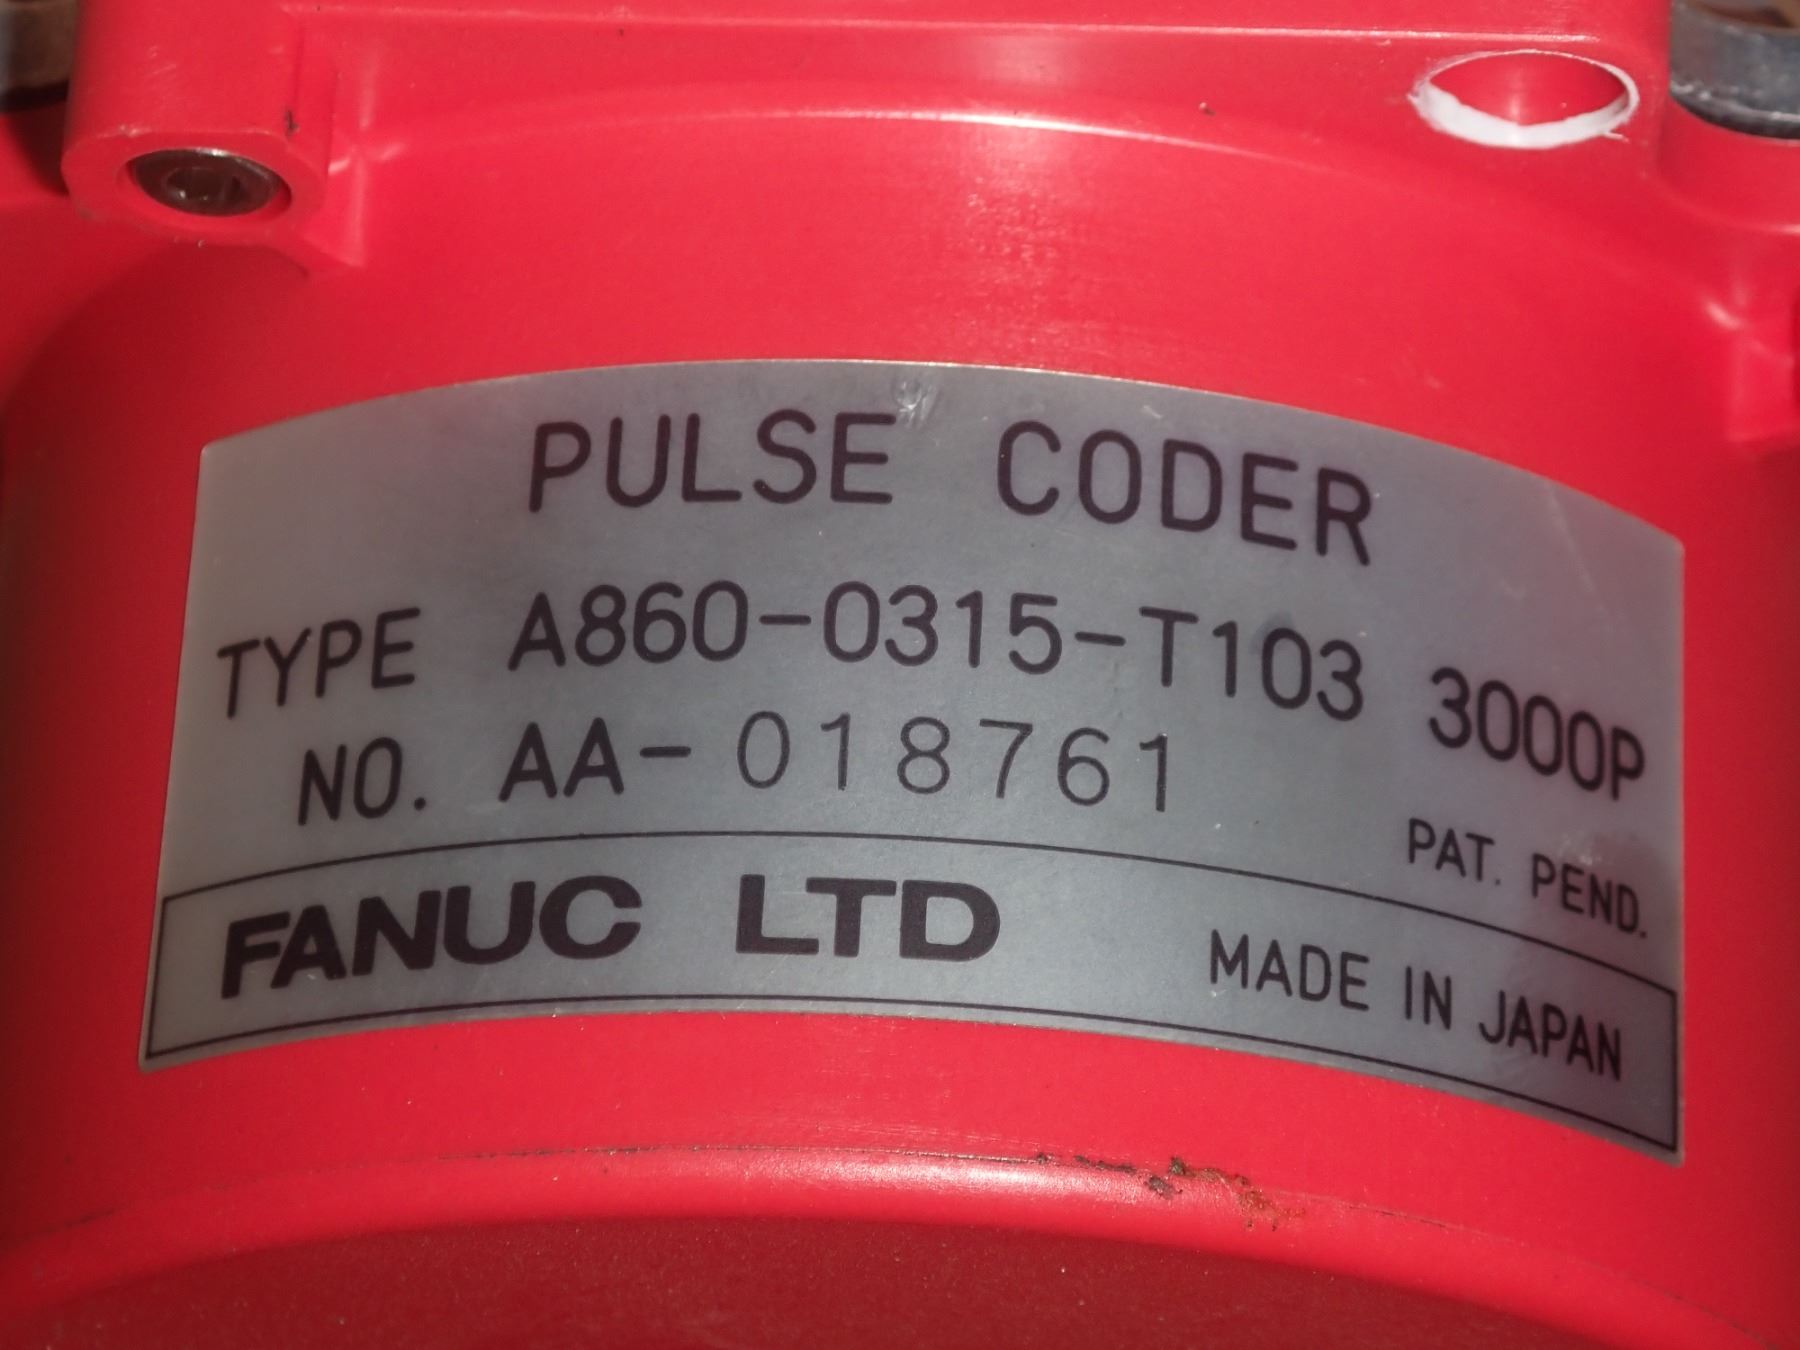 PULSE CODER
TYPE A860-0315-T103 3000P
NO. AA-018761
PAT. PEND.
FANUC LTD MADE IN JAPAN